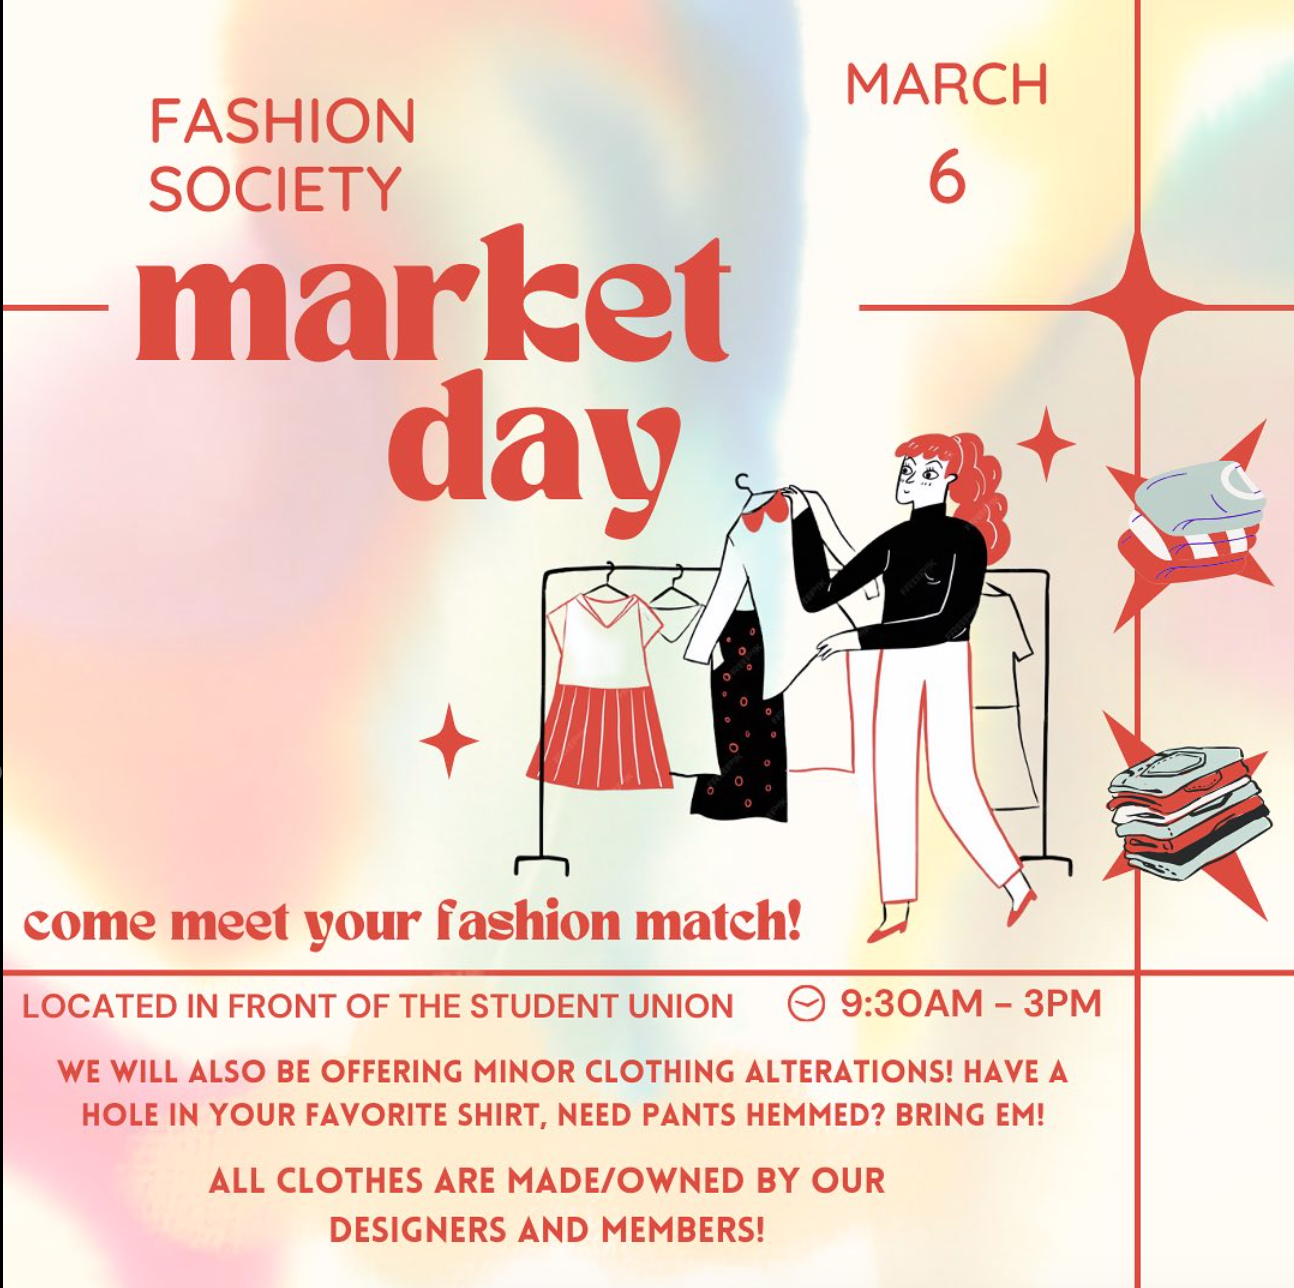 FASHION
SOCIETY
MARCH
6
market
day
come meet your fashion match!
LOCATED IN FRONT OF THE STUDENT UNION
9:30AM - 3PM
WE WILL ALSO BE OFFERING MINOR CLOTHING ALTERATIONS! HAVE A
HOLE IN YOUR FAVORITE SHIRT, NEED PANTS HEMMED? BRING EM!
ALL CLOTHES ARE MADE/OWNED BY OUR
DESIGNERS AND MEMBERS!